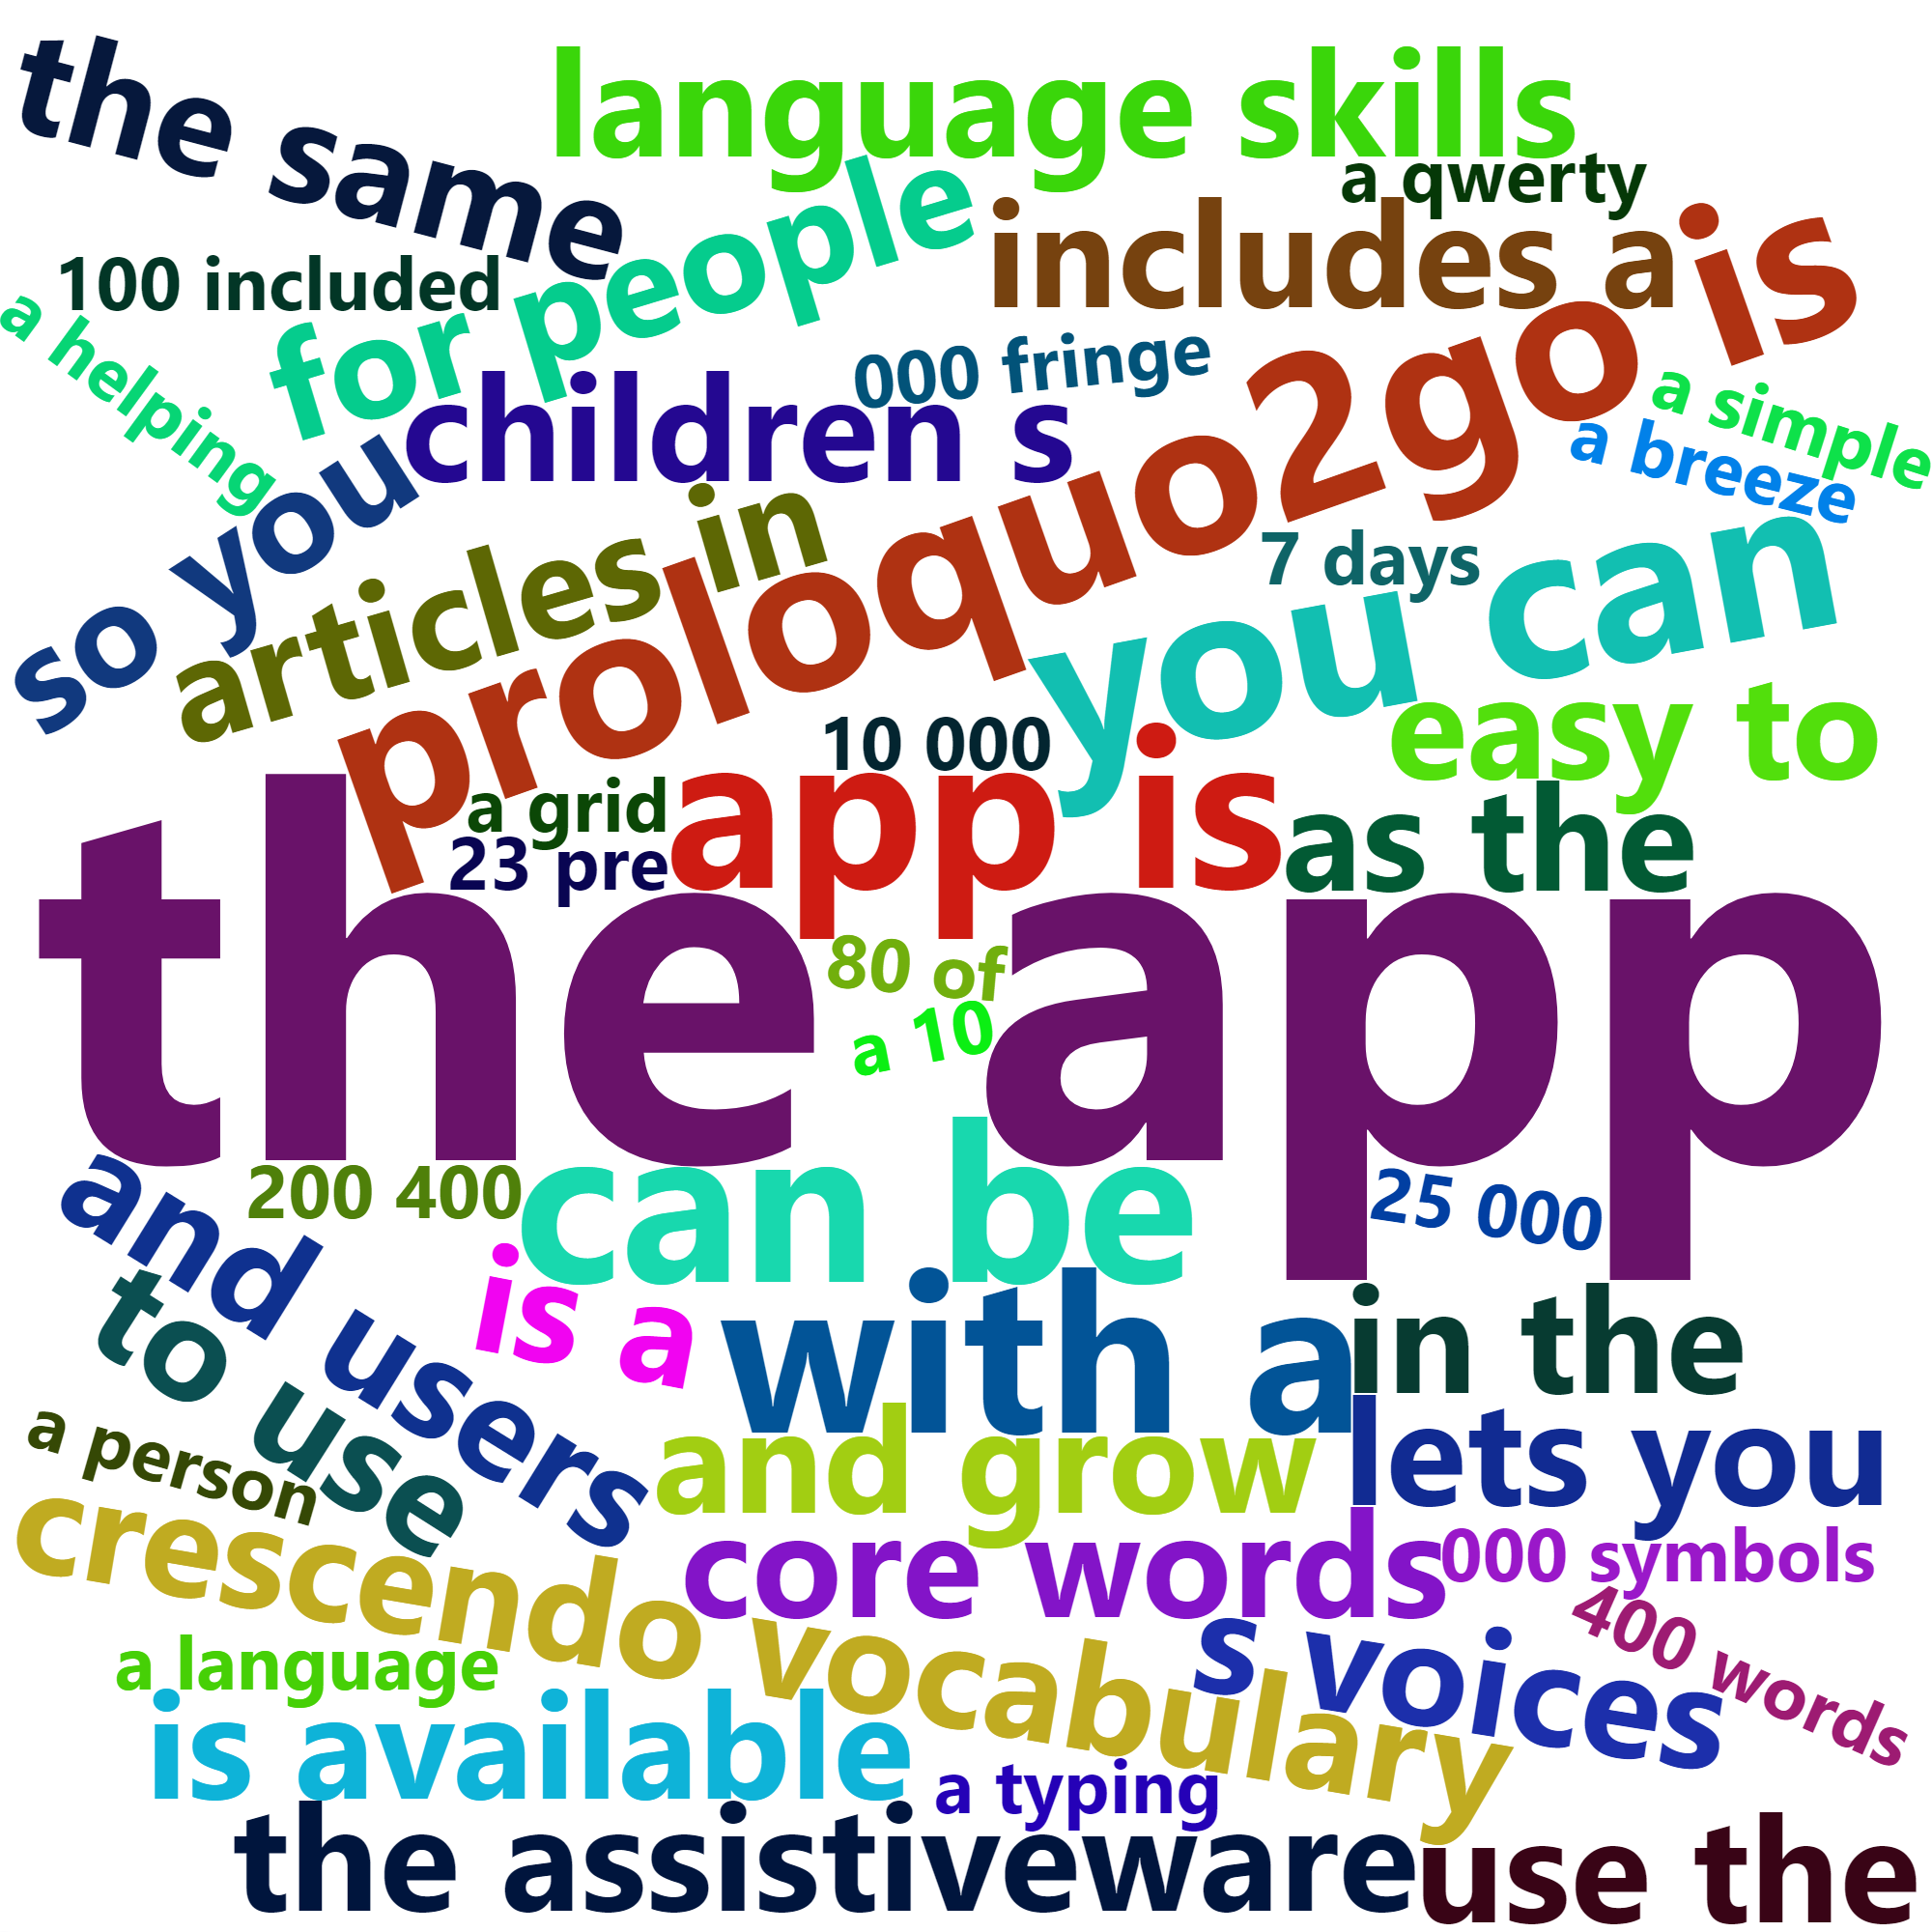 the same
language skills
a qwerty
100 included
for people
includes a
proloquo2go is
a helping
000 fringe
children s
a simple
a breeze
so you
articles in
7 days
you can
10 000
easy to
a grid
app is
as the
23 pre
the app
80 of
a 10
200 400
can be
25 000
and users
to use
is a
with a
in the
a person
and grow
lets you
crescendo vocabulary
core words
000 symbols
400 words
s voices
a language
is available
a typing
the assistiveware
use the